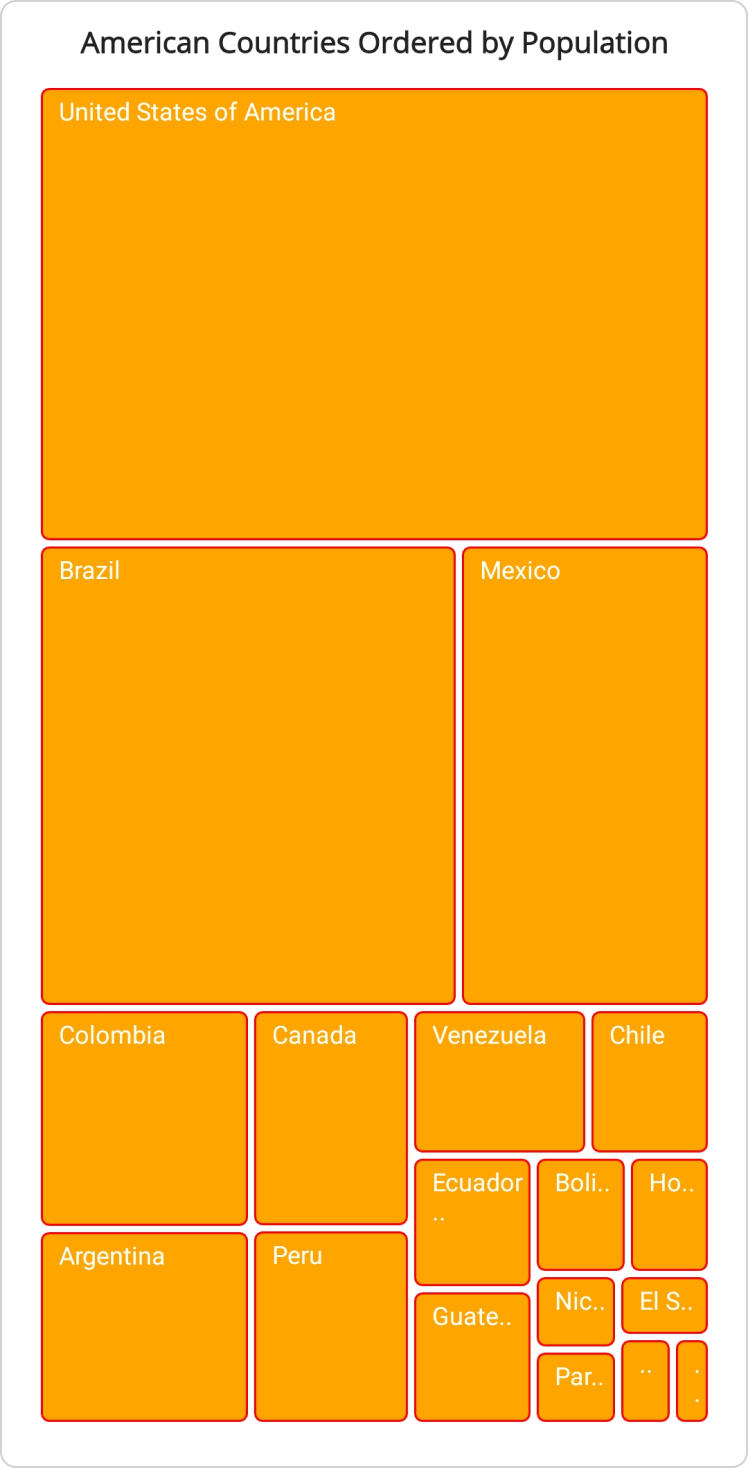 American Countries Ordered by Population
United States of America
Brazil
Mexico
Colombia
Canada
Venezuela
Chile
Ecuador
..
Boli..
Ho..
Argentina
Peru
Guate..
Nic..
El S..
Par..
..
.
.